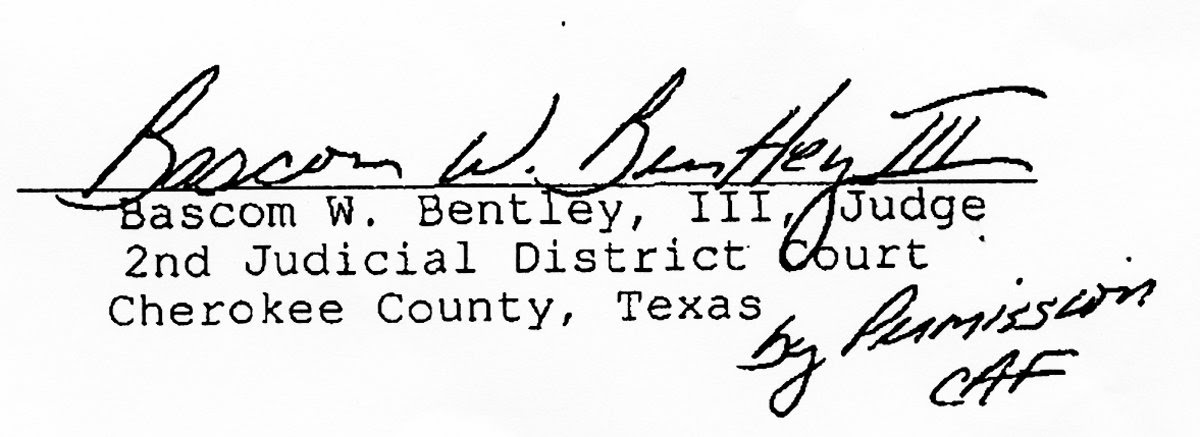 Bascom W. Bentley III
Bascom W. Bentley, III, Judge
2nd Judicial District Court
Cherokee County, Texas
by Permission
CAF